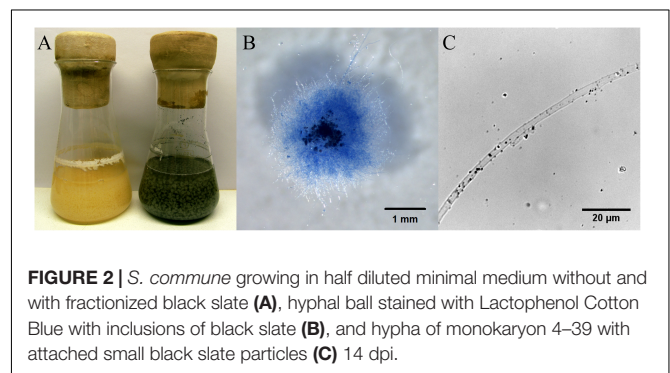 A
B
C
1 mm
20 µm
FIGURE 2 | S. commune growing in half diluted minimal medium without and
with fractionized black slate (A), hyphal ball stained with Lactophenol Cotton
Blue with inclusions of black slate (B), and hypha of monokaryon 4–39 with
attached small black slate particles (C) 14 dpi.